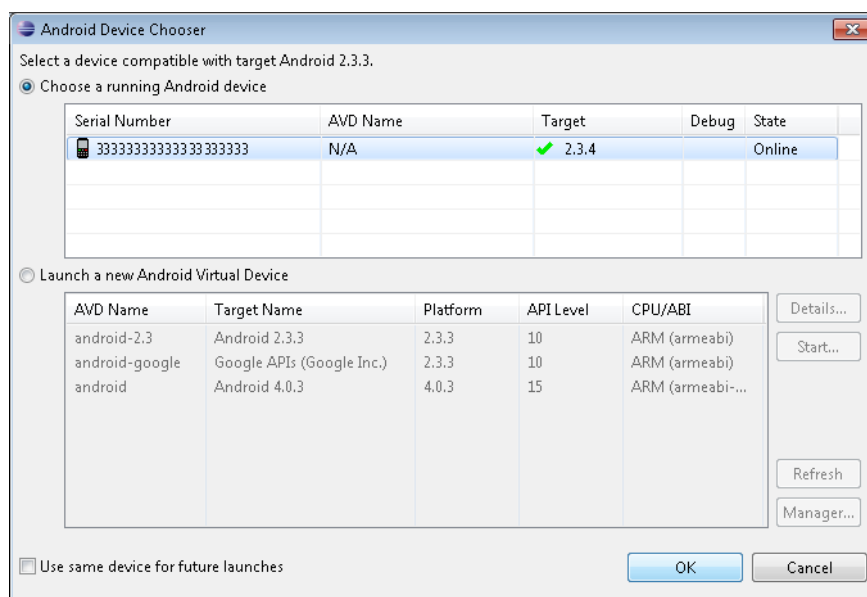 Android Device Chooser
Select a device compatible with target Android 2.3.3.
Choose a running Android device
Serial Number AVD Name Target Debug State
33333333333333333333 N/A 2.3.4 Online
Launch a new Android Virtual Device
AVD Name Target Name Platform API Level CPU/ABI Details...
android-2.3 Android 2.3.3 2.3.3 10 ARM (armeabi) Start...
android-google Google APIs (Google Inc.) 2.3.3 10 ARM (armeabi)
android Android 4.0.3 4.0.3 15 ARM (armeabi-...
Refresh
Manager...
Use same device for future launches OK Cancel